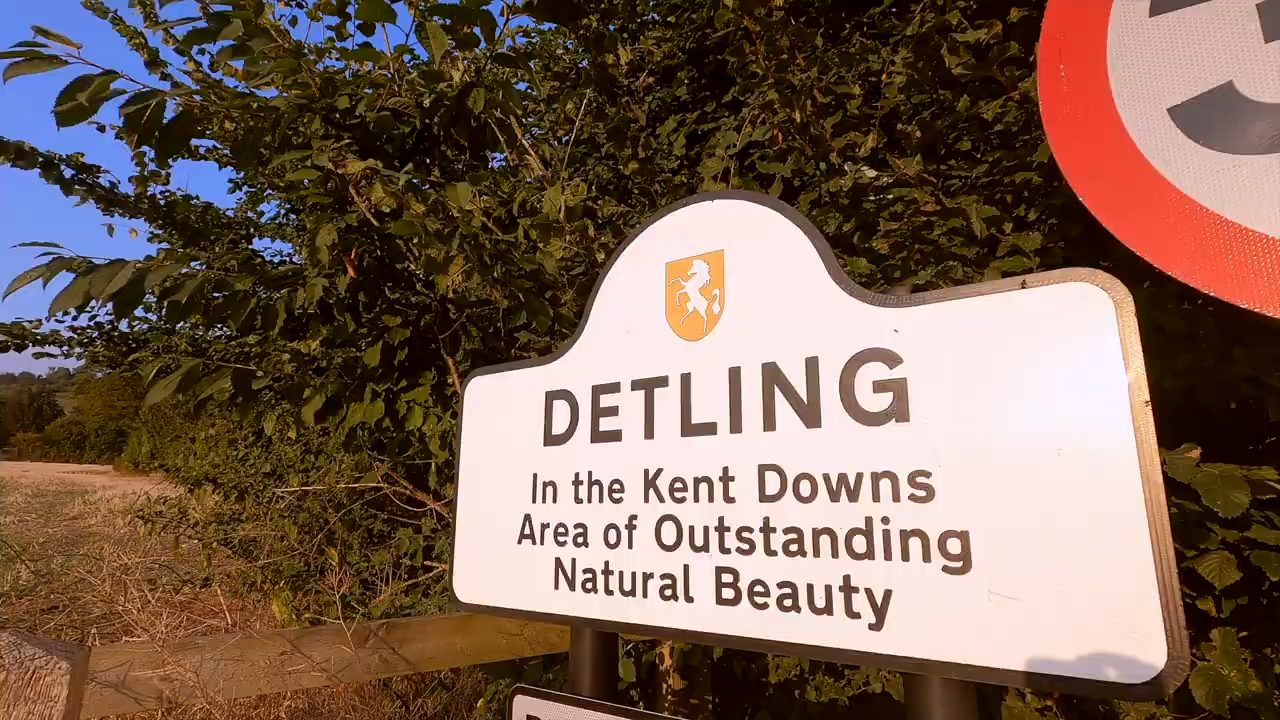 DETLING
In the Kent Downs
Area of Outstanding
Natural Beauty